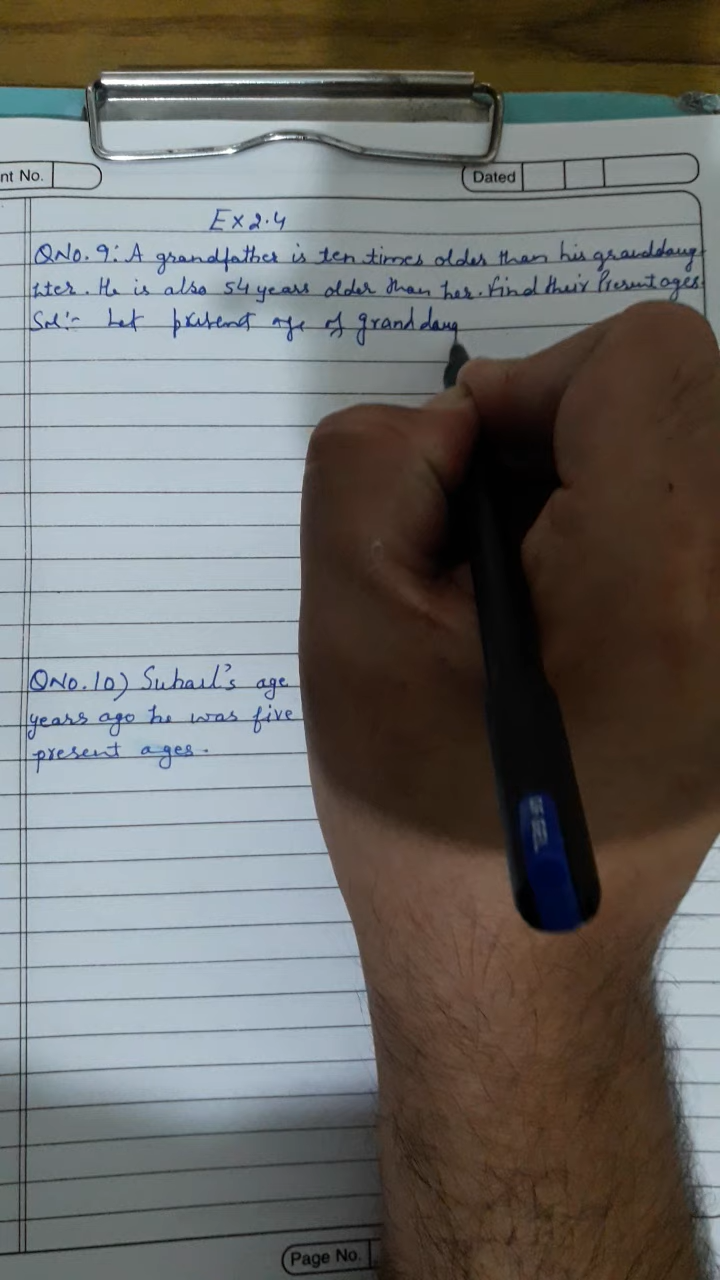 nt No.
Dated
Ex 2.4
QNo. 9: A grandfather is ten times older than his granddaug
hter. He is also 54 years older than her. Find their Present ages.
Sol:- Let present age of granddaug
QNo. 10) Suhail's age
years ago he was five
present ages.
Page No.